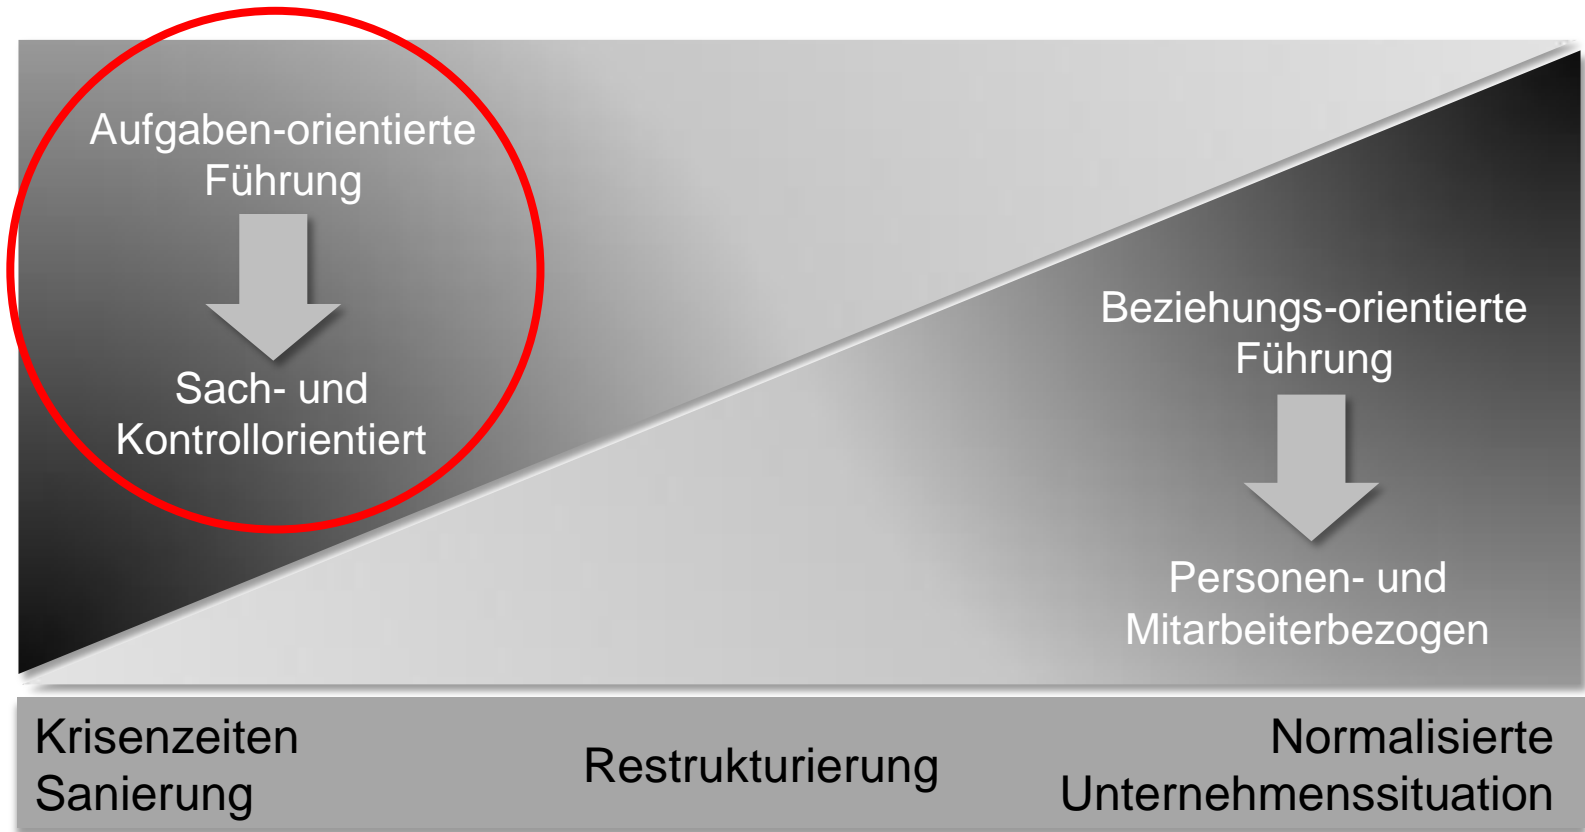 Aufgaben-orientierte
Führung
Sach- und
Kontrollorientiert
Beziehungs-orientierte
Führung
Personen- und
Mitarbeiterbezogen
Krisenzeiten
Sanierung
Restrukturierung
Normalisierte
Unternehmenssituation